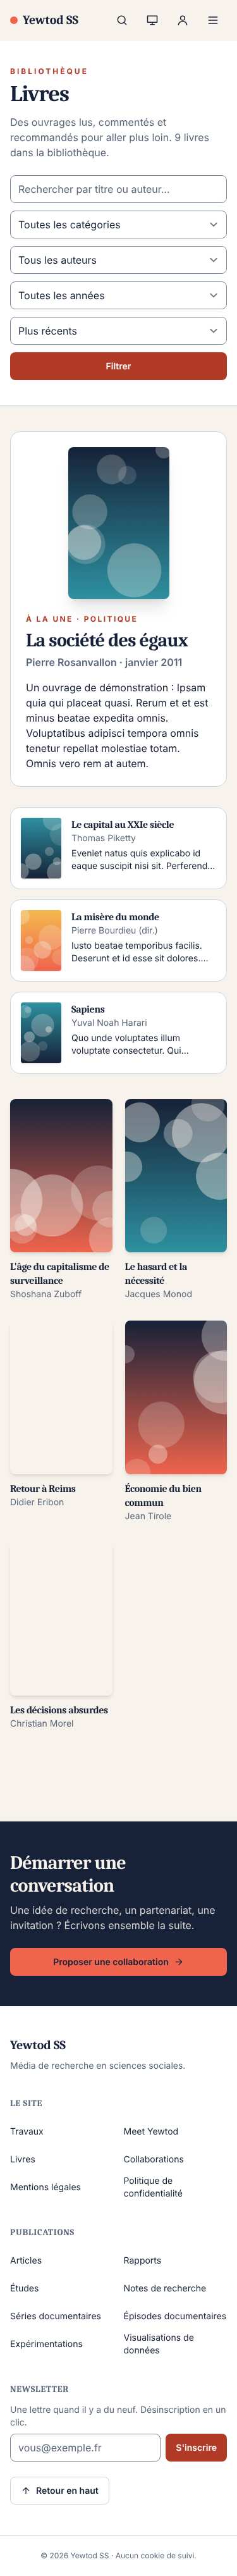 Yewtod SS
BIBLIOTHÈQUE
Livres
Des ouvrages lus, commentés et
recommandés pour aller plus loin. 9 livres
dans la bibliothèque.
Rechercher par titre ou auteur…
Toutes les catégories
Tous les auteurs
Toutes les années
Plus récents
Filtrer
À LA UNE · POLITIQUE
La société des égaux
Pierre Rosanvallon · janvier 2011
Un ouvrage de démonstration : Ipsam
quia qui placeat quasi. Rerum et et est
minus beatae expedita omnis.
Voluptatibus adipisci tempora omnis
tenetur repellat molestiae totam.
Omnis vero rem at autem.
Le capital au XXIe siècle
Thomas Piketty
Eveniet natus quis explicabo id
eaque suscipit nisi sit. Perferend…
La misère du monde
Pierre Bourdieu (dir.)
Iusto beatae temporibus facilis.
Deserunt et id esse sit dolores.…
Sapiens
Yuval Noah Harari
Quo unde voluptates illum
voluptate consectetur. Qui…
L'âge du capitalisme de
surveillance
Shoshana Zuboff
Le hasard et la
nécessité
Jacques Monod
Retour à Reims
Didier Eribon
Économie du bien
commun
Jean Tirole
Les décisions absurdes
Christian Morel
Démarrer une
conversation
Une idée de recherche, un partenariat, une
invitation ? Écrivons ensemble la suite.
Proposer une collaboration
Yewtod SS
Média de recherche en sciences sociales.
LE SITE
Travaux
Meet Yewtod
Livres
Collaborations
Mentions légales
Politique de
confidentialité
PUBLICATIONS
Articles
Rapports
Études
Notes de recherche
Séries documentaires
Épisodes documentaires
Expérimentations
Visualisations de
données
NEWSLETTER
Une lettre quand il y a du neuf. Désinscription en un
clic.
vous@exemple.fr
S'inscrire
Retour en haut
© 2026 Yewtod SS · Aucun cookie de suivi.